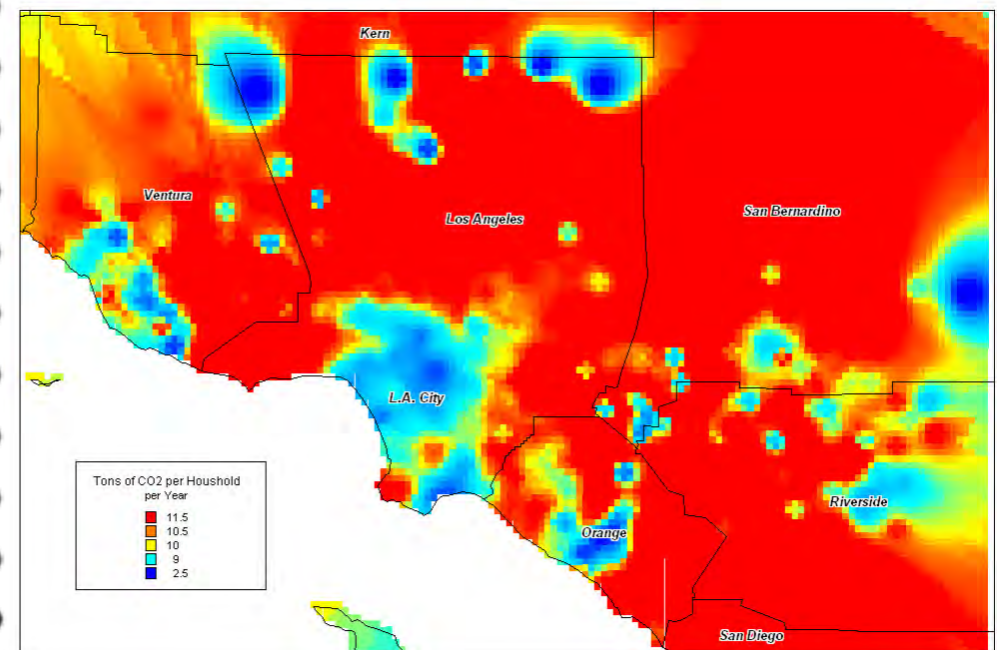 Kern
Ventura
Los Angeles
San Bernardino
L.A. City
Riverside
Orange
San Diego
Tons of CO2 per Houshold
per Year
11.5
10.5
10
9
2.5